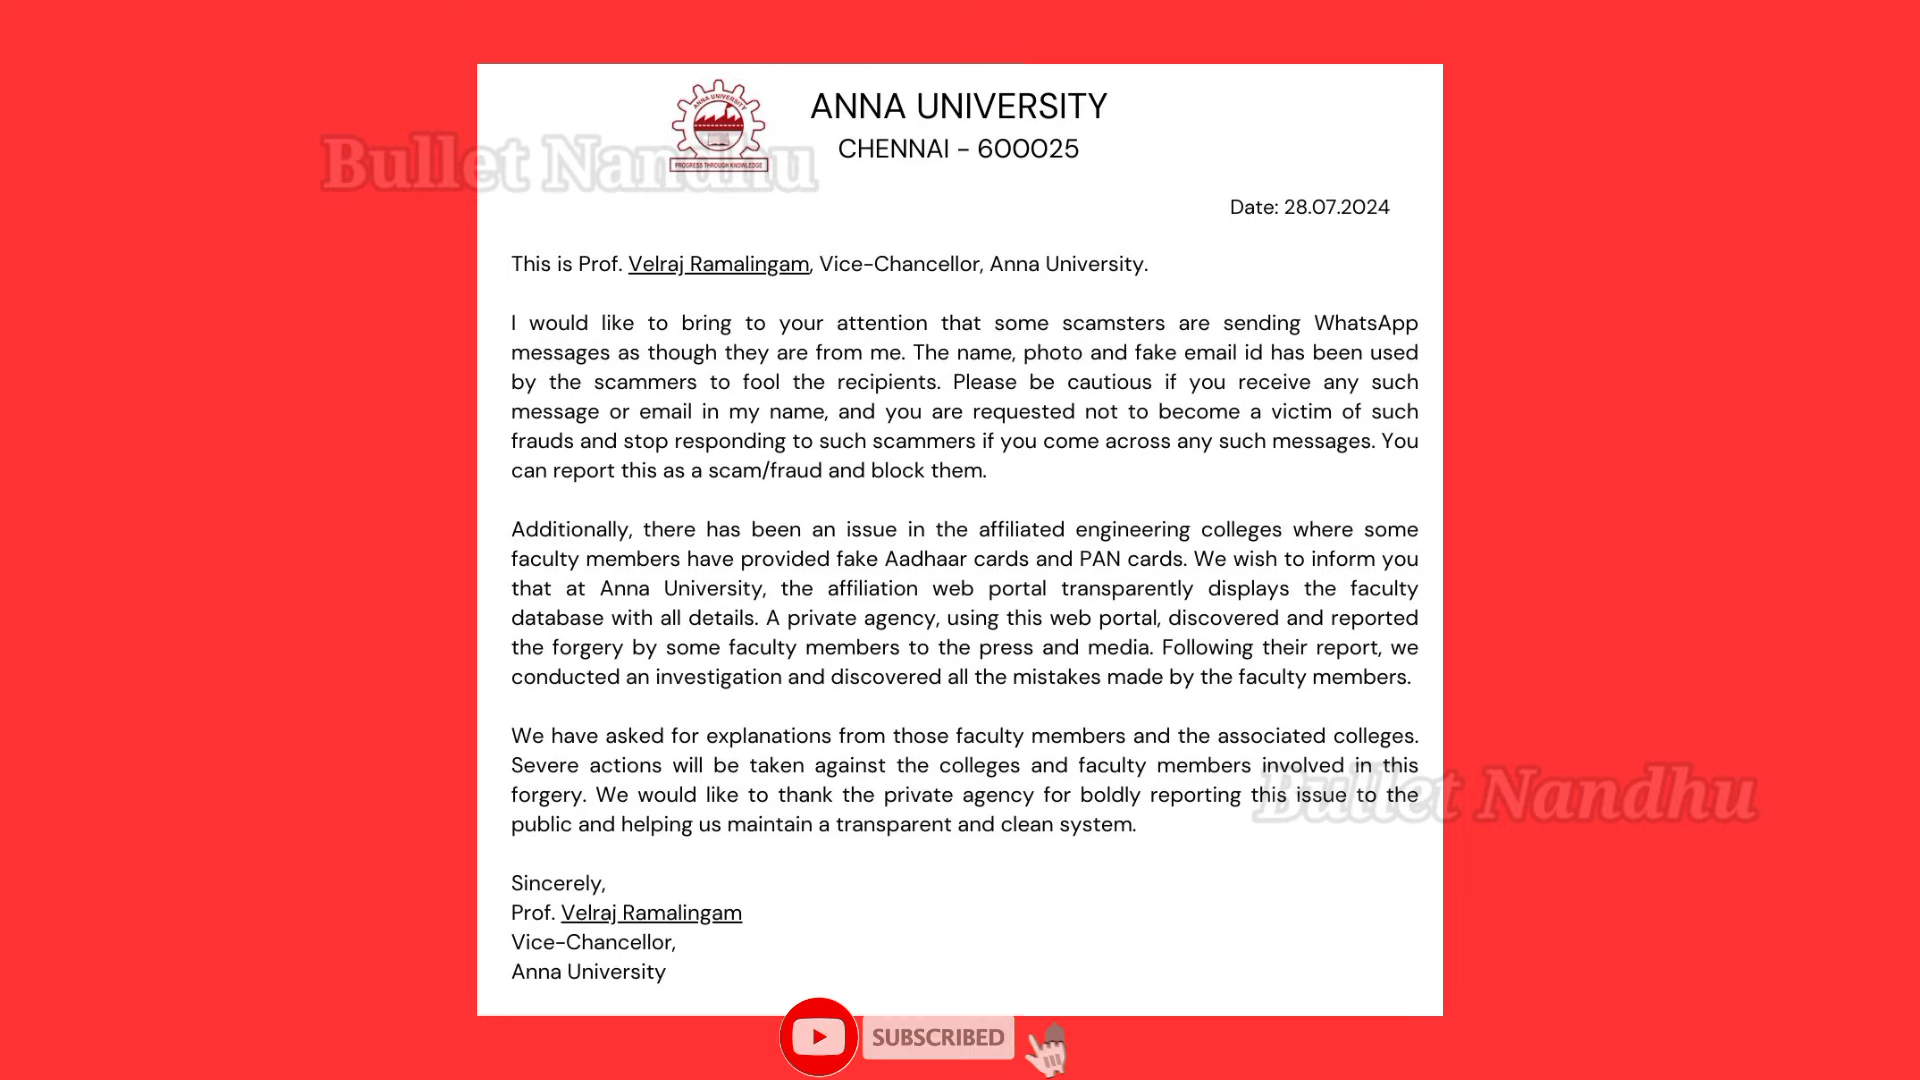 ANNA UNIVERSITY
CHENNAI - 600025
ANNA UNIVERSITY
PROGRESS THROUGH KNOWLEDGE
Bullet Nandhu
Date: 28.07.2024
This is Prof. Velraj Ramalingam, Vice-Chancellor, Anna University.
I would like to bring to your attention that some scamsters are sending WhatsApp
messages as though they are from me. The name, photo and fake email id has been used
by the scammers to fool the recipients. Please be cautious if you receive any such
message or email in my name, and you are requested not to become a victim of such
frauds and stop responding to such scammers if you come across any such messages. You
can report this as a scam/fraud and block them.
Additionally, there has been an issue in the affiliated engineering colleges where some
faculty members have provided fake Aadhaar cards and PAN cards. We wish to inform you
that at Anna University, the affiliation web portal transparently displays the faculty
database with all details. A private agency, using this web portal, discovered and reported
the forgery by some faculty members to the press and media. Following their report, we
conducted an investigation and discovered all the mistakes made by the faculty members.
We have asked for explanations from those faculty members and the associated colleges.
Severe actions will be taken against the colleges and faculty members involved in this
forgery. We would like to thank the private agency for boldly reporting this issue to the
public and helping us maintain a transparent and clean system.
Bullet Nandhu
Sincerely,
Prof. Velraj Ramalingam
Vice-Chancellor,
Anna University
SUBSCRIBED